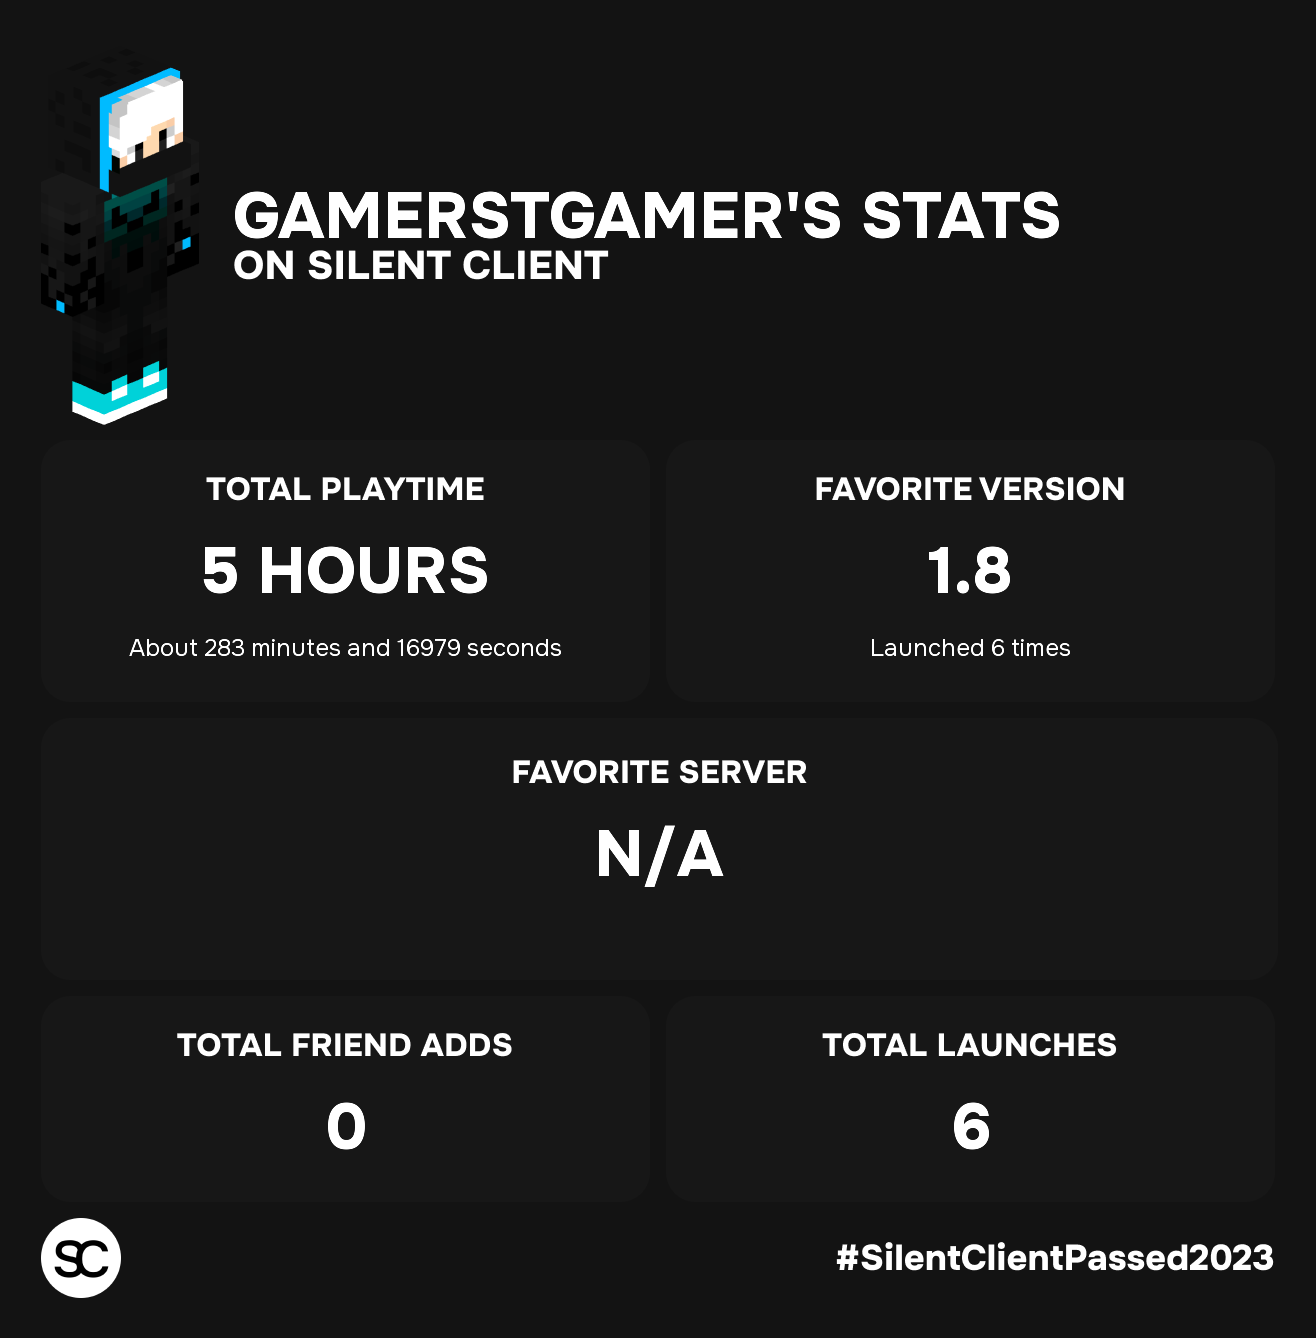 GAMERSTGAMER'S STATS
ON SILENT CLIENT
TOTAL PLAYTIME
5 HOURS
About 283 minutes and 16979 seconds
FAVORITE VERSION
1.8
Launched 6 times
FAVORITE SERVER
N/A
TOTAL FRIEND ADDS
0
TOTAL LAUNCHES
6
SC
#SilentClientPassed2023